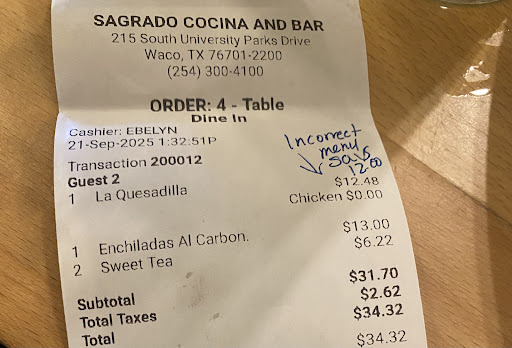 SAGRADO COCINA AND BAR
215 South University Parks Drive
Waco, TX 76701-2200
(254) 300-4100
ORDER: 4 - Table
Dine In
Cashier: EBELYN
21-Sep-2025 1:32:51P
Transaction 200012
Guest 2
Incorrect
menu
says
12.00
1 La Quesadilla $12.48
Chicken $0.00
1 Enchiladas Al Carbon. $13.00
2 Sweet Tea $6.22
Subtotal $31.70
Total Taxes $2.62
Total $34.32
$34.32